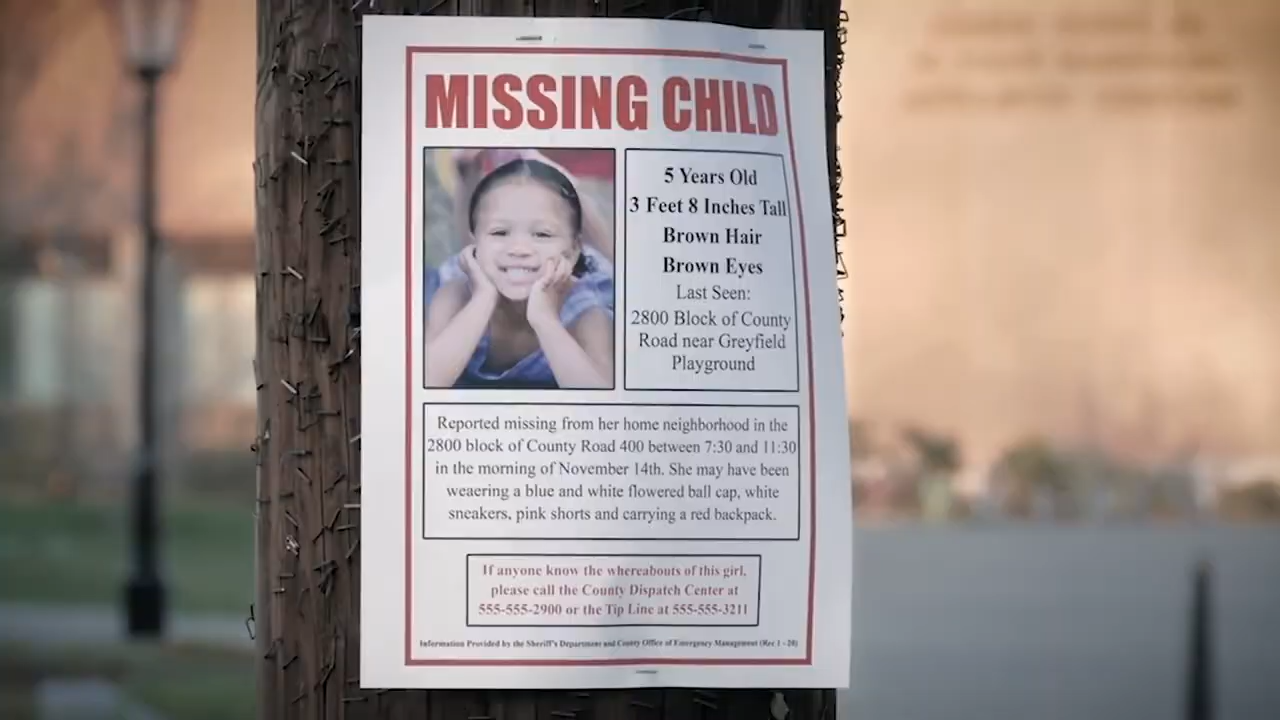 MISSING CHILD
5 Years Old
3 Feet 8 Inches Tall
Brown Hair
Brown Eyes
Last Seen:
2800 Block of County
Road near Greyfield
Playground
Reported missing from her home neighborhood in the
2800 block of County Road 400 between 7:30 and 11:30
in the morning of November 14th. She may have been
weearing a blue and white flowered ball cap, white
sneakers, pink shorts and carrying a red backpack.
If anyone know the whereabouts of this girl,
please call the County Dispatch Center at
555-555-2900 or the Tip Line at 555-555-3211
Information Provided by the Sheriff's Department and County Office of Emergency Management (Rec 1 - 20)